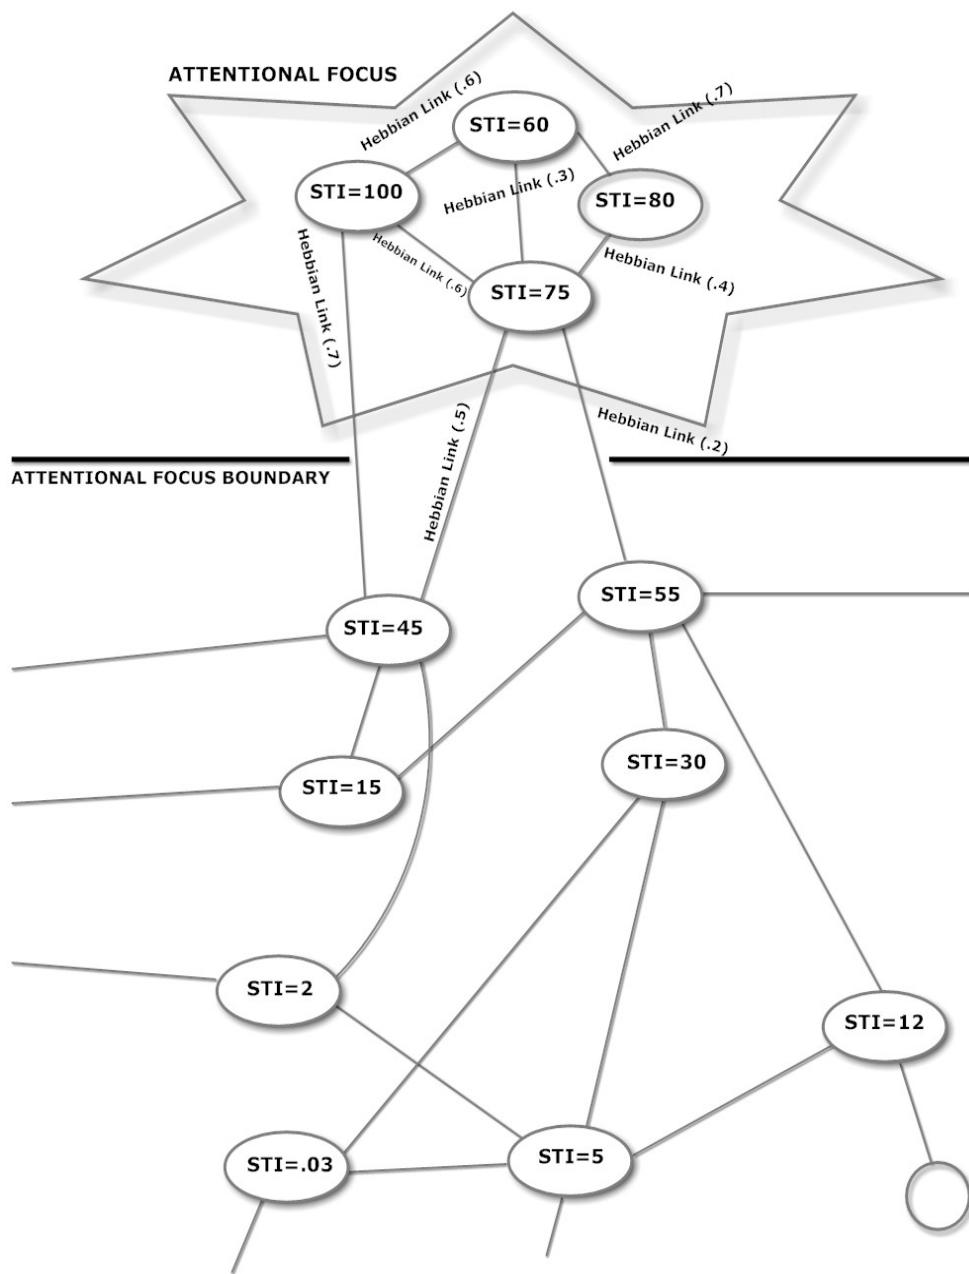 ATTENTIONAL FOCUS
Hebbian Link (.6)
STI=60
Hebbian Link (.7)
STI=100
Hebbian Link (.3)
STI=80
Hebbian Link (.7)
Hebbian Link (.6)
Hebbian Link (.4)
STI=75
Hebbian Link (.5)
Hebbian Link (.2)
ATTENTIONAL FOCUS BOUNDARY
STI=45
STI=55
STI=15
STI=30
STI=2
STI=12
STI=.03
STI=5